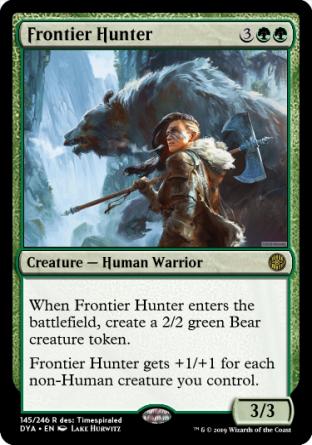 Frontier Hunter 3
Creature — Human Warrior
When Frontier Hunter enters the
battlefield, create a 2/2 green Bear
creature token.
Frontier Hunter gets +1/+1 for each
non-Human creature you control.
3/3
145/246 R des: Timespiraled
DYA • EN Lake Hurwitz
™ & © 2019 Wizards of the Coast